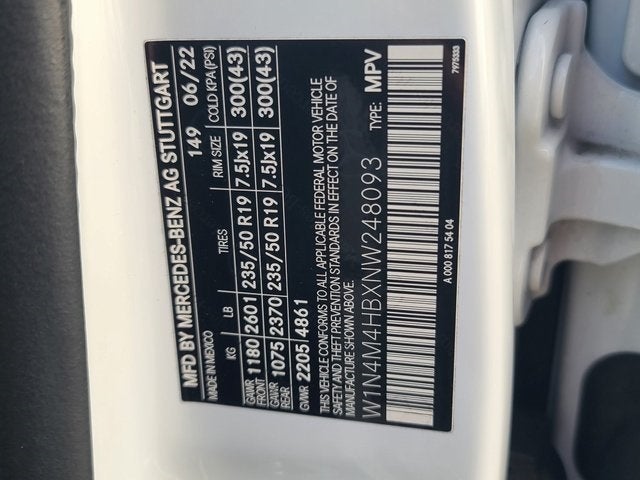 MFD BY MERCEDES-BENZ AG STUTTGART
MADE IN MEXICO 149 06/22
KG LB TIRES RIM SIZE COLD KPA(PSI)
GAWR FRONT 1180 2601 235/50 R19 7.5Jx19 300(43)
GAWR REAR 1075 2370 235/50 R19 7.5Jx19 300(43)
GVWR 2205 4861
THIS VEHICLE CONFORMS TO ALL APPLICABLE FEDERAL MOTOR VEHICLE
SAFETY AND THEFT PREVENTION STANDARDS IN EFFECT ON THE DATE OF
MANUFACTURE SHOWN ABOVE.
W1N4M4HBXNW248093 TYPE: MPV
A 000 817 54 04 7975333